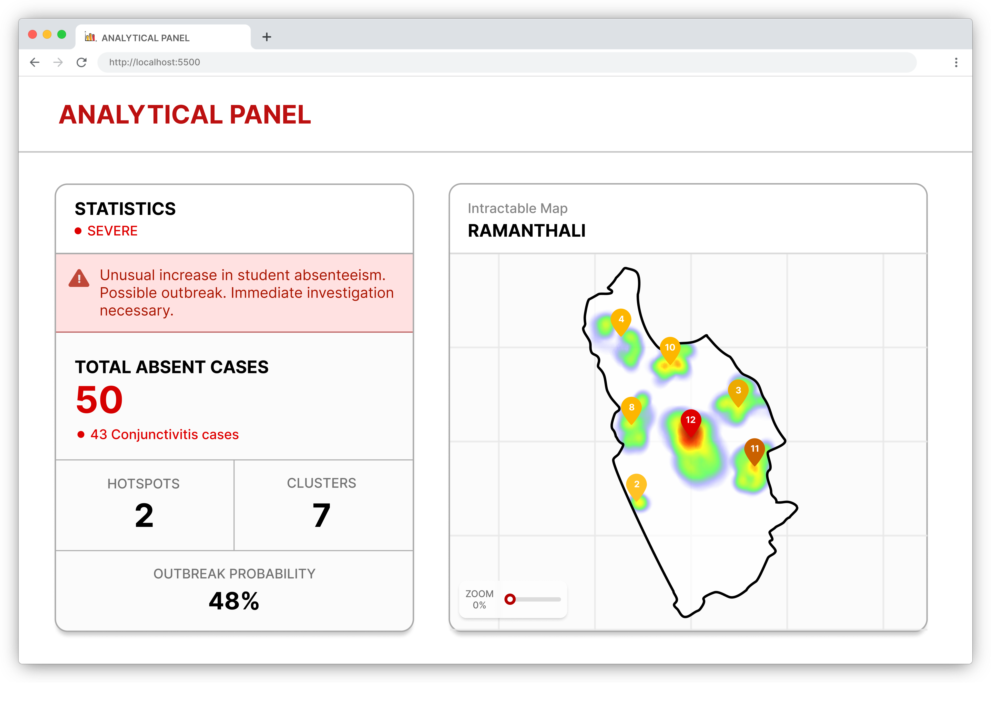 ANALYTICAL PANEL
http://localhost:5500
ANALYTICAL PANEL
STATISTICS
SEVERE
Unusual increase in student absenteeism.
Possible outbreak. Immediate investigation
necessary.
TOTAL ABSENT CASES
50
43 Conjunctivitis cases
HOTSPOTS
2
CLUSTERS
7
OUTBREAK PROBABILITY
48%
Intractable Map
RAMANTHALI
4
10
3
8
12
11
2
ZOOM
0%